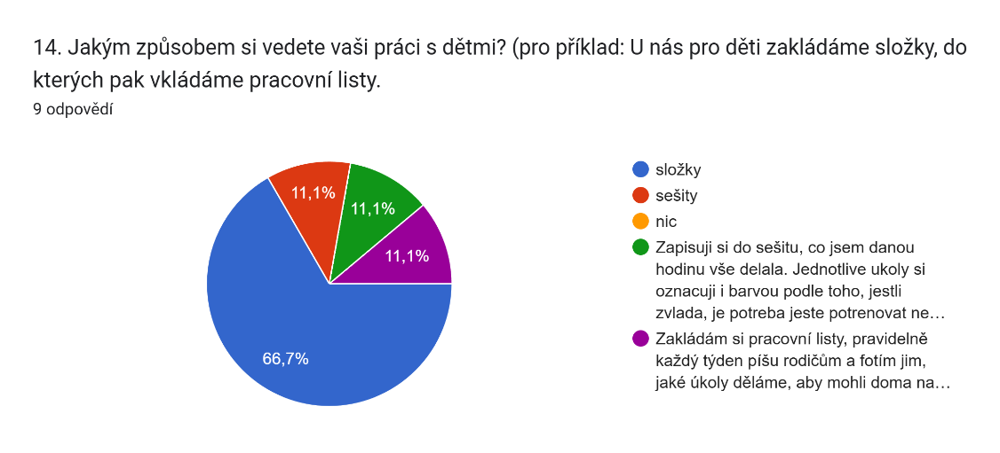 14. Jakým způsobem si vedete vaši práci s dětmi? (pro příklad: U nás pro děti zakládáme složky, do
kterých pak vkládáme pracovní listy.
9 odpovědí
11,1%
11,1%
11,1%
66,7%
složky
sešity
nic
Zapisuji si do sešitu, co jsem danou
hodinu vše delala. Jednotlive ukoly si
oznacuji i barvou podle toho, jestli
zvlada, je potreba jeste potrenovat ne…
Zakládám si pracovní listy, pravidelně
každý týden píšu rodičům a fotím jim,
jaké úkoly děláme, aby mohli doma na…